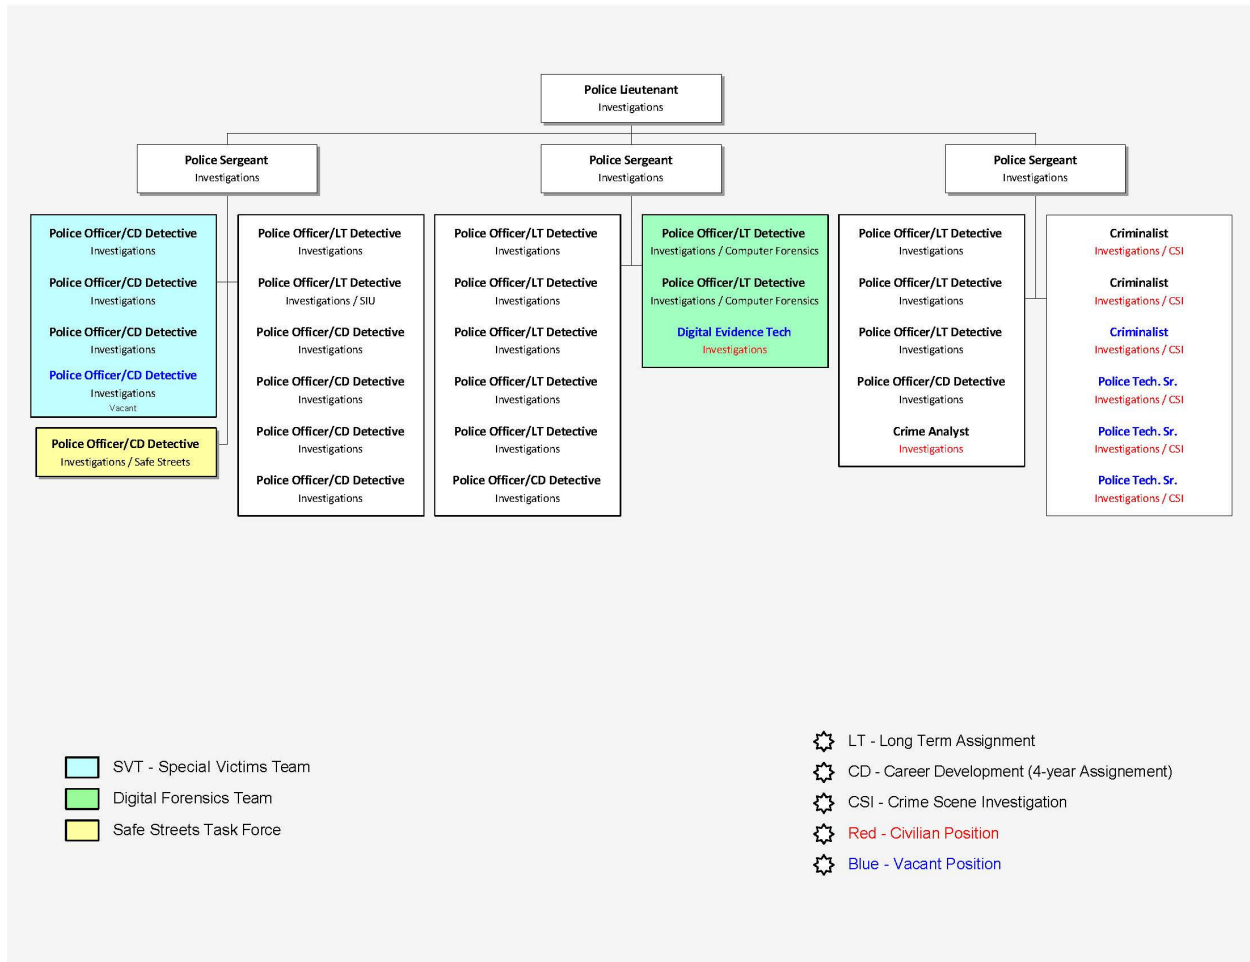 Police Lieutenant
Investigations
Police Sergeant
Investigations
Police Sergeant
Investigations
Police Sergeant
Investigations
Police Officer/CD Detective
Investigations
Police Officer/CD Detective
Investigations
Police Officer/CD Detective
Investigations
Police Officer/CD Detective
Investigations
Vacant
Police Officer/CD Detective
Investigations / Safe Streets
Police Officer/LT Detective
Investigations
Police Officer/LT Detective
Investigations / SIU
Police Officer/CD Detective
Investigations
Police Officer/CD Detective
Investigations
Police Officer/CD Detective
Investigations
Police Officer/CD Detective
Investigations
Police Officer/LT Detective
Investigations
Police Officer/LT Detective
Investigations
Police Officer/LT Detective
Investigations
Police Officer/LT Detective
Investigations
Police Officer/LT Detective
Investigations
Police Officer/CD Detective
Investigations
Police Officer/LT Detective
Investigations / Computer Forensics
Police Officer/LT Detective
Investigations / Computer Forensics
Digital Evidence Tech
Investigations
Police Officer/LT Detective
Investigations
Police Officer/LT Detective
Investigations
Police Officer/LT Detective
Investigations
Police Officer/CD Detective
Investigations
Crime Analyst
Investigations
Criminalist
Investigations / CSI
Criminalist
Investigations / CSI
Criminalist
Investigations / CSI
Police Tech. Sr.
Investigations / CSI
Police Tech. Sr.
Investigations / CSI
Police Tech. Sr.
Investigations / CSI
SVT - Special Victims Team
Digital Forensics Team
Safe Streets Task Force
LT - Long Term Assignment
CD - Career Development (4-year Assignement)
CSI - Crime Scene Investigation
Red - Civilian Position
Blue - Vacant Position